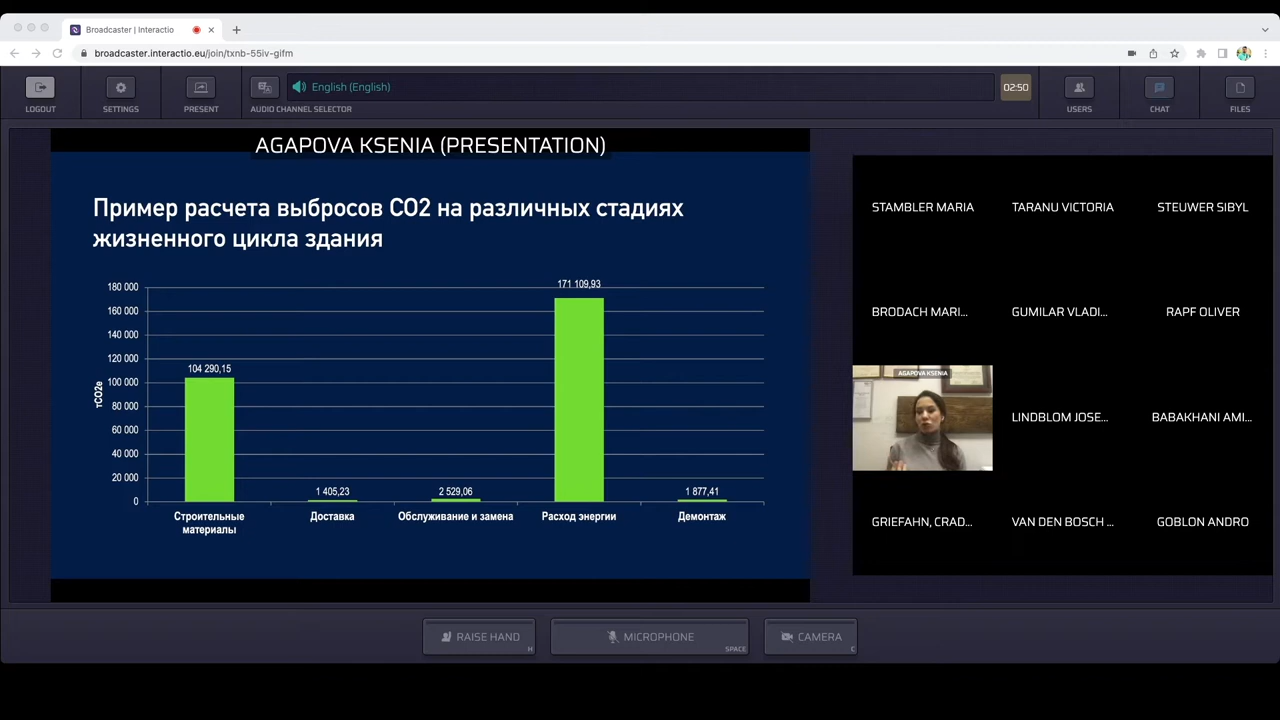 Broadcaster | Interactio
broadcaster.interactio.eu/join/txnb-55iv-gifm
English (English)
02:50
LOGOUT
SETTINGS
PRESENT
AUDIO CHANNEL SELECTOR
USERS
CHAT
FILES
AGAPOVA KSENIA (PRESENTATION)
Пример расчета выбросов СО2 на различных стадиях
жизненного цикла здания
тСО2е
180 000
160 000
140 000
120 000
100 000
80 000
60 000
40 000
20 000
0
104 290,15
1 405,23
2 529,06
171 109,93
1 877,41
Строительные
материалы
Доставка
Обслуживание и замена
Расход энергии
Демонтаж
STAMBLER MARIA
TARANU VICTORIA
STEUWER SIBYL
BRODACH MARI...
GUMILAR VLADI...
RAPF OLIVER
AGAPOVA KSENIA
LINDBLOM JOSE...
BABAKHANI AMI...
GRIEFAHN, CRAD...
VAN DEN BOSCH ...
GOBLON ANDRO
RAISE HAND
H
MICROPHONE
SPACE
CAMERA
C